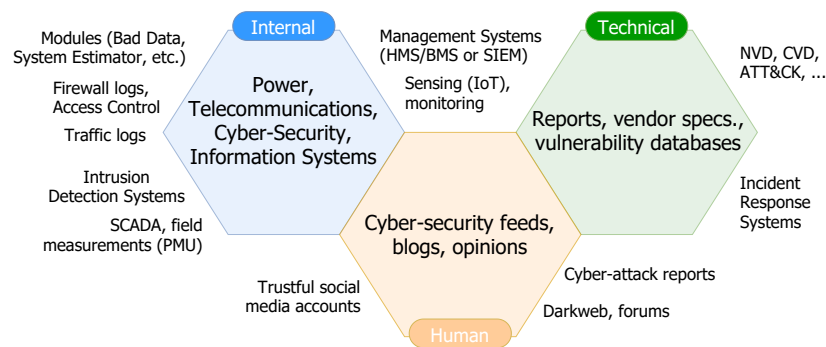 Internal
Technical
Modules (Bad Data,
System Estimator, etc.)
Firewall logs,
Access Control
Traffic logs
Intrusion
Detection Systems
SCADA, field
measurements (PMU)
Power,
Telecommunications,
Cyber-Security,
Information Systems
Management Systems
(HMS/BMS or SIEM)
Sensing (IoT),
monitoring
Reports, vendor specs.,
vulnerability databases
NVD, CVD,
ATT&CK, ...
Incident
Response
Systems
Cyber-security feeds,
blogs, opinions
Trustful social
media accounts
Cyber-attack reports
Darkweb, forums
Human